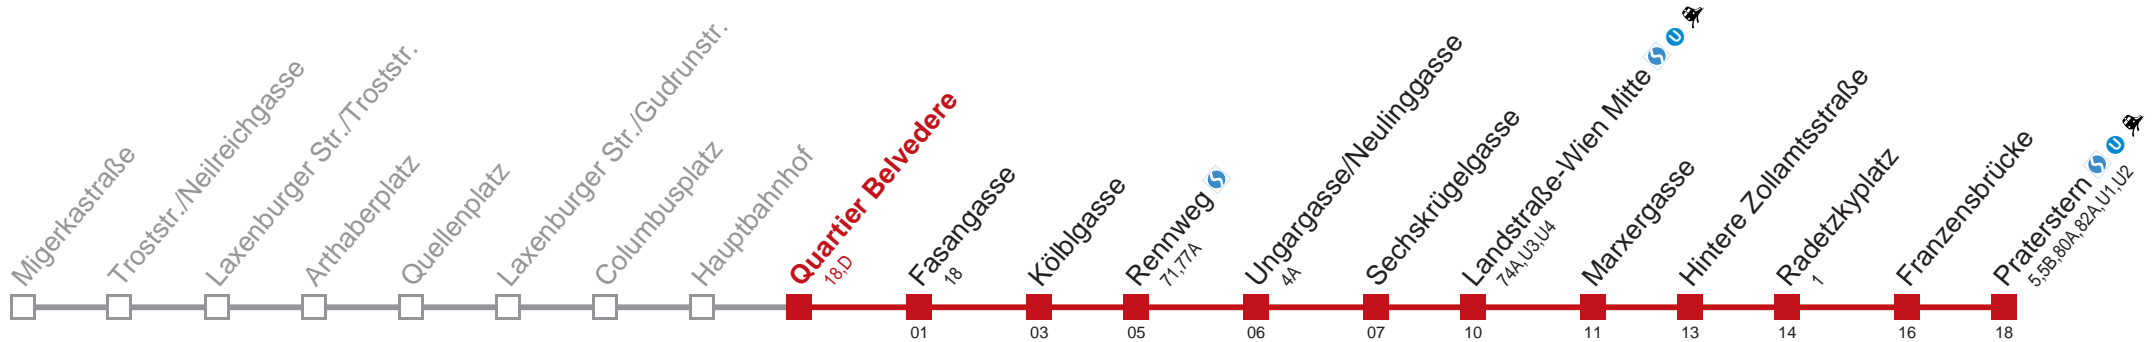 Migerkastraße
Troststr./Neilreichgasse
Laxenburger Str./Troststr.
Arthaberplatz
Quellenplatz
Laxenburger Str./Gudrunstr.
Columbusplatz
Hauptbahnhof
Quartier Belvedere
18,D
Fasangasse
18
01
Kölblgasse
03
Rennweg S
71,77A
05
Ungargasse/Neulinggasse
4A
06
Sechskrügelgasse
07
Landstraße-Wien Mitte S U
74A,U3,U4
10
Marxergasse
11
Hintere Zollamtsstraße
13
Radetzkyplatz
1
14
Franzensbrücke
16
Praterstern S U
5,5B,80A,82A,U1,U2
18